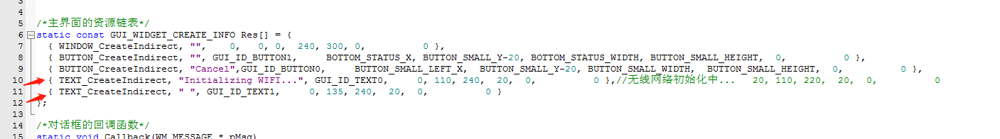 3
4
5 /*主界面的资源链表*/
6 static const GUI_WIDGET_CREATE_INFO Res[] = {
7 { WINDOW_CreateIndirect, "", 0, 0, 0, 240, 300, 0, 0 },
8 { BUTTON_CreateIndirect, "", GUI_ID_BUTTON1, BOTTOM_STATUS_X, BUTTON_SMALL_Y-20, BOTTOM_STATUS_WIDTH, BUTTON_SMALL_HEIGHT, 0, 0 },
9 { BUTTON_CreateIndirect, "Cancel",GUI_ID_BUTTON0, BUTTON_SMALL_LEFT_X, BUTTON_SMALL_Y-20, BUTTON_SMALL_WIDTH, BUTTON_SMALL_HEIGHT, 0, 0 },
10 { TEXT_CreateIndirect, "Initializing WIFI...", GUI_ID_TEXT0, 0, 110, 240, 20, 0, 0 },//无线网络初始化中... 20, 110, 220, 20, 0, 0
11 { TEXT_CreateIndirect, " ", GUI_ID_TEXT1, 0, 135, 240, 20, 0, 0 }
12 };
13
14 /*对话框的回调函数*/
15 static void Callback(WM_MESSAGE * pMsg)